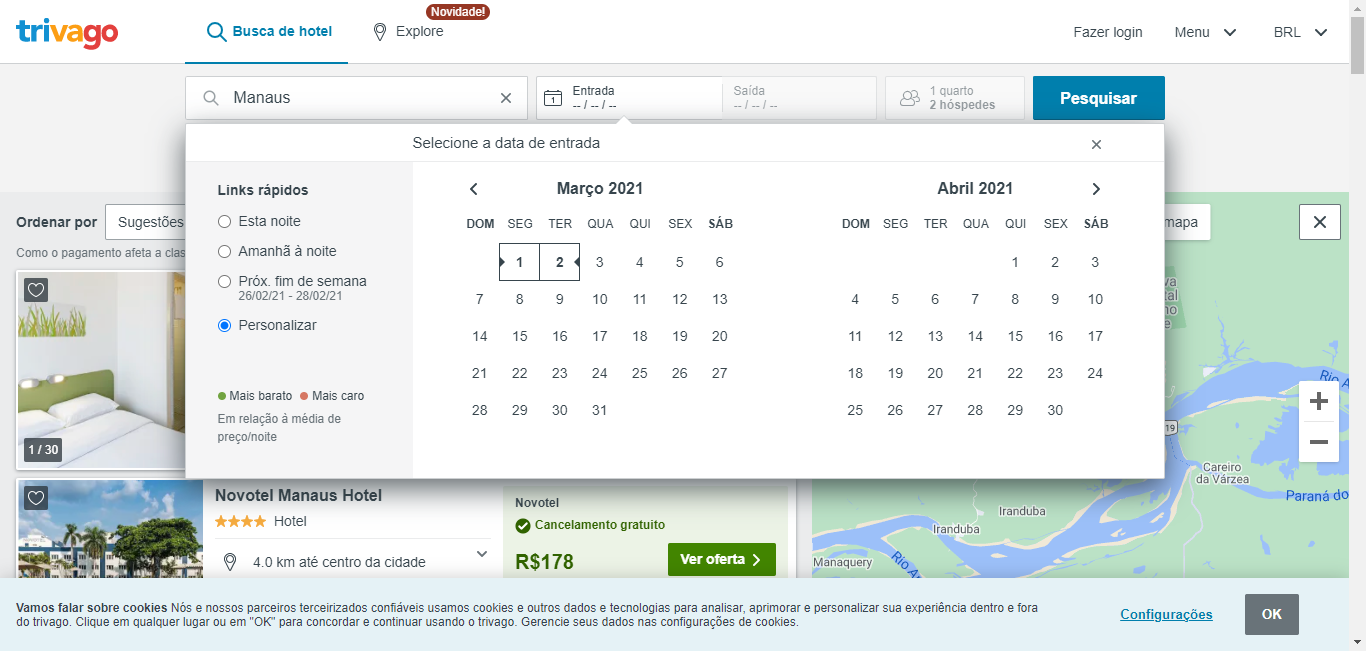 trivago
Busca de hotel
Novidade!
Explore
Fazer login
Menu
BRL
Manaus
1
Entrada
-- / -- / --
Saída
-- / -- / --
1 quarto
2 hóspedes
Pesquisar
Selecione a data de entrada
Links rápidos
Esta noite
Amanhã à noite
Próx. fim de semana
26/02/21 - 28/02/21
Personalizar
Mais barato Mais caro
Em relação à média de
preço/noite
Março 2021
DOM SEG TER QUA QUI SEX SÁB
1 2 3 4 5 6
7 8 9 10 11 12 13
14 15 16 17 18 19 20
21 22 23 24 25 26 27
28 29 30 31
Abril 2021
DOM SEG TER QUA QUI SEX SÁB
1 2 3
4 5 6 7 8 9 10
11 12 13 14 15 16 17
18 19 20 21 22 23 24
25 26 27 28 29 30
Ordenar por
Sugestões
Como o pagamento afeta a clas
1 / 30
Novotel Manaus Hotel
Hotel
4.0 km até centro da cidade
Novotel
Cancelamento gratuito
R$178
Ver oferta
mapa
va
al
no
e
Rio A
+
19
Careiro
da Várzea
Paraná do
Iranduba
Iranduba
Manaquery
Rio Am
Vamos falar sobre cookies Nós e nossos parceiros terceirizados confiáveis usamos cookies e outros dados e tecnologias para analisar, aprimorar e personalizar sua experiência dentro e fora
do trivago. Clique em qualquer lugar ou em "OK" para concordar e continuar usando o trivago. Gerencie seus dados nas configurações de cookies.
Configurações
OK